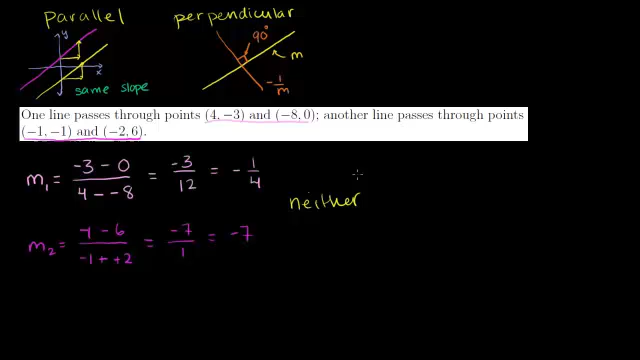 parallel
perpendicular
y
x
same slope
90°
m
-1/m
One line passes through points (4, −3) and (−8, 0); another line passes through points
(−1, −1) and (−2, 6).
m₁ = (-3 - 0)/(4 - -8) = -3/12 = -1/4
neither
m₂ = (-1 - 6)/(-1 + +2) = -7/1 = -7